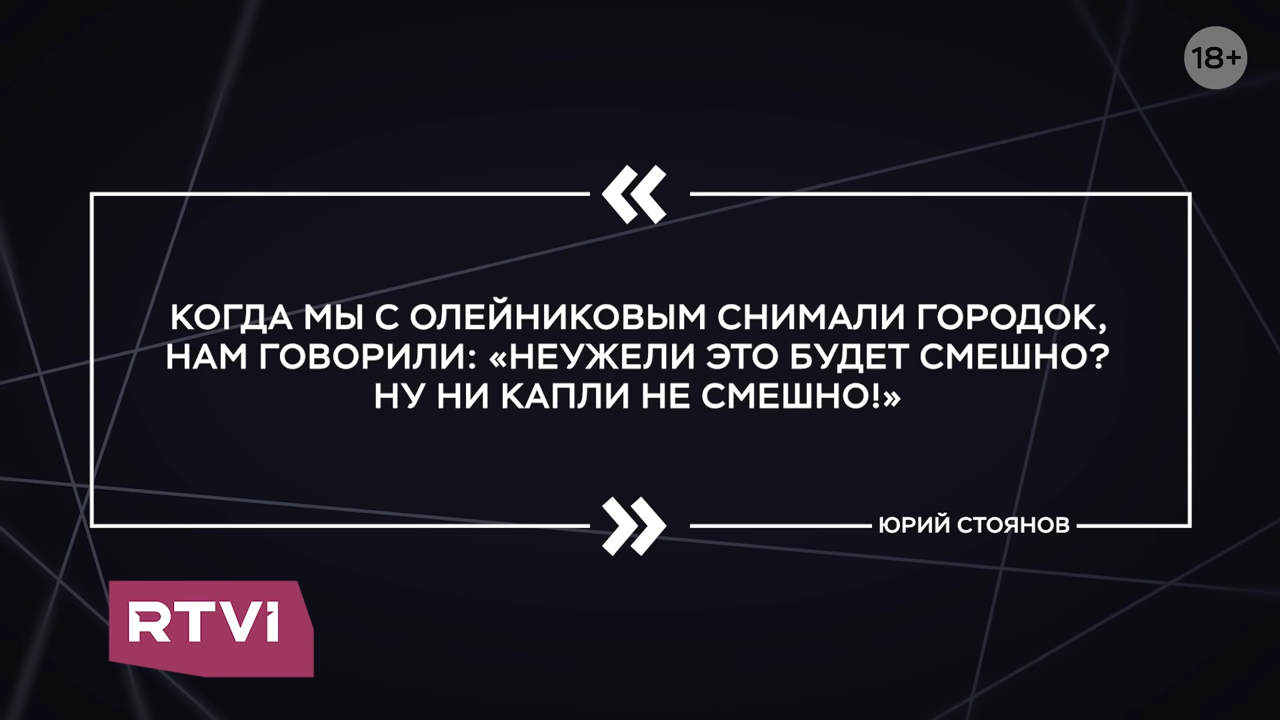 18+
«
КОГДА МЫ С ОЛЕЙНИКОВЫМ СНИМАЛИ ГОРОДОК,
НАМ ГОВОРИЛИ: «НЕУЖЕЛИ ЭТО БУДЕТ СМЕШНО?
НУ НИ КАПЛИ НЕ СМЕШНО!»
»
ЮРИЙ СТОЯНОВ
RTVI